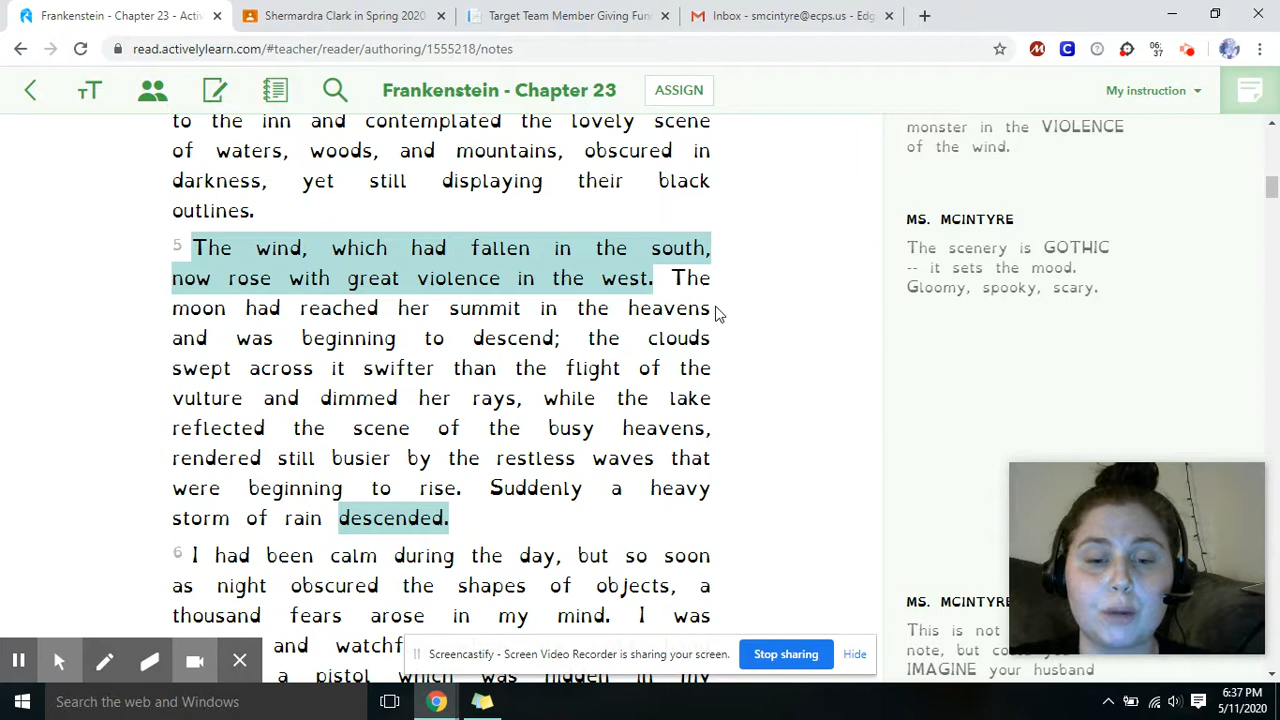 Frankenstein - Chapter 23 - Activ
Shermardra Clark in Spring 2020
Target Team Member Giving Fun
Inbox - smcintyre@ecps.us - Edg
read.activelylearn.com/#teacher/reader/authoring/1555218/notes
06:
37
TT
Frankenstein - Chapter 23
ASSIGN
My instruction
to the inn and contemplated the lovely scene
of waters, woods, and mountains, obscured in
darkness, yet still displaying their black
outlines.
5 The wind, which had fallen in the south,
now rose with great violence in the west. The
moon had reached her summit in the heavens
and was beginning to descend; the clouds
swept across it swifter than the flight of the
vulture and dimmed her rays, while the lake
reflected the scene of the busy heavens,
rendered still busier by the restless waves that
were beginning to rise. Suddenly a heavy
storm of rain descended.
6 I had been calm during the day, but so soon
as night obscured the shapes of objects, a
thousand fears arose in my mind. I was
and watchf
a pistol which was hidden in my
monster in the VIOLENCE
of the wind.
MS. MCINTYRE
The scenery is GOTHIC
-- it sets the mood.
Gloomy, spooky, scary.
MS. MCINTYRE
This is not
note, but
IMAGINE your husband
Screencastify - Screen Video Recorder is sharing your screen.
Stop sharing
Hide
Search the web and Windows
6:37 PM
5/11/2020